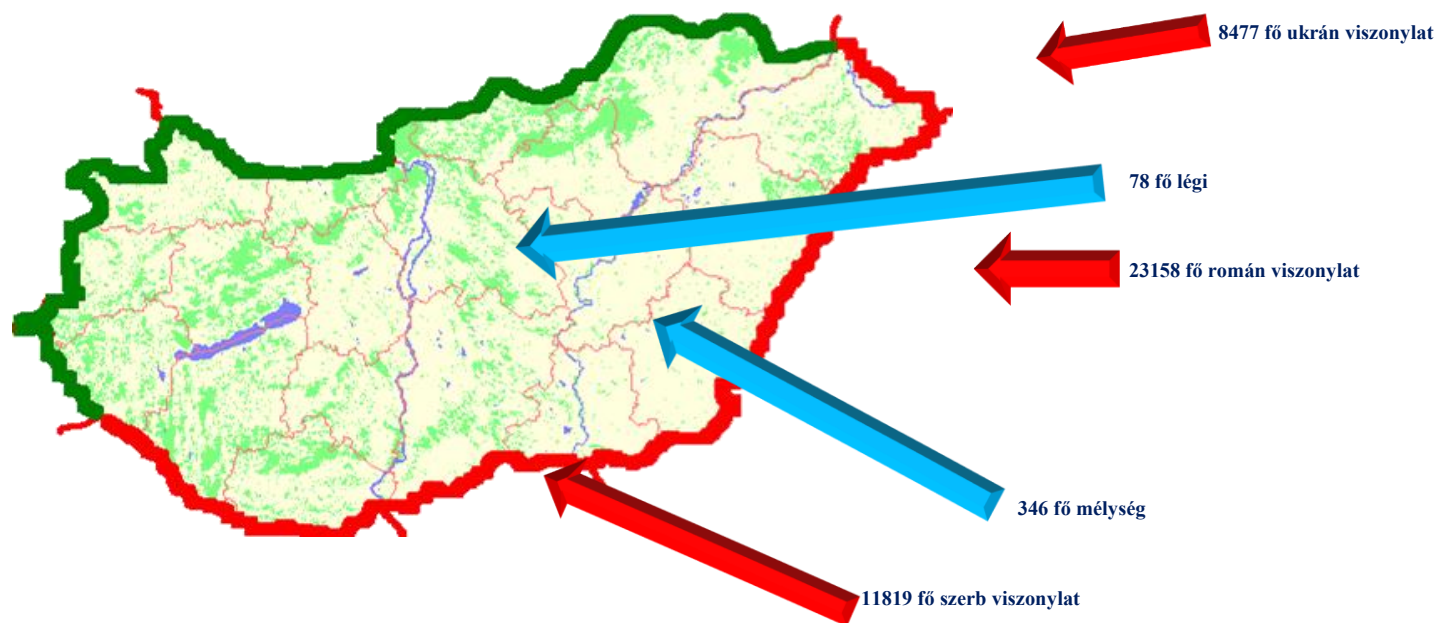 8477 fő ukrán viszonylat
78 fő légi
23158 fő román viszonylat
346 fő mélység
11819 fő szerb viszonylat